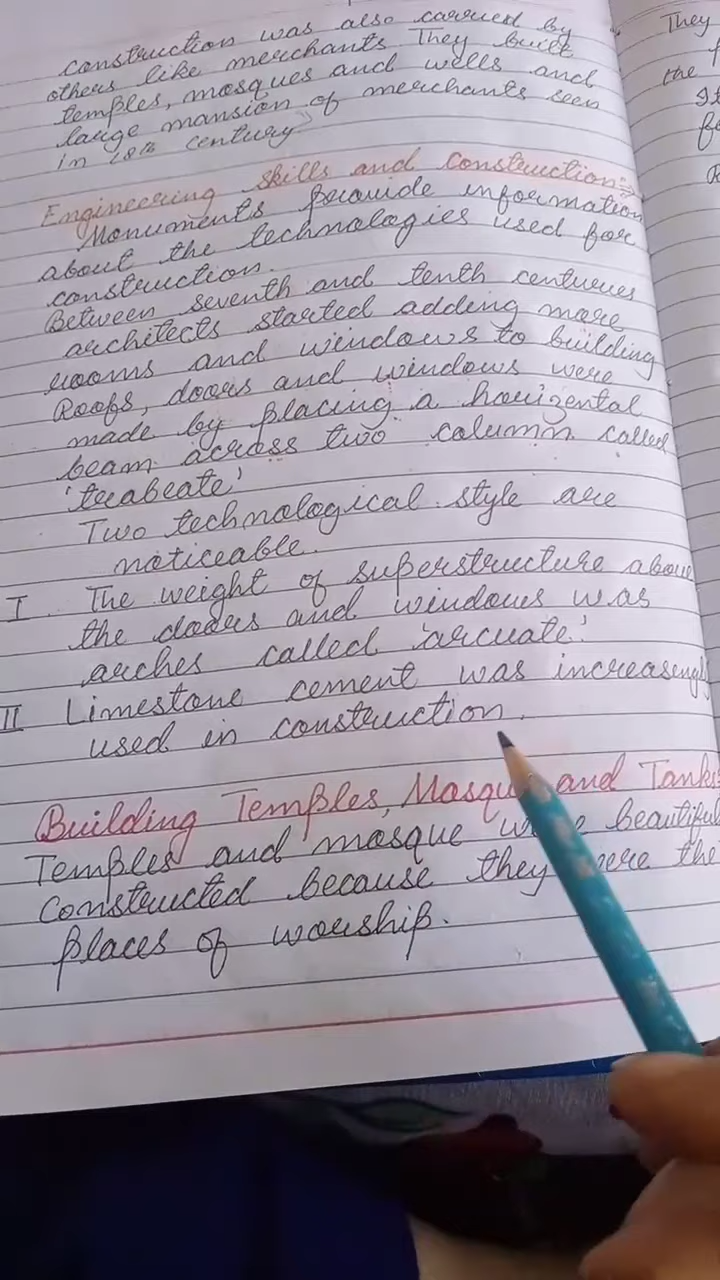 construction was also carried by
others like merchants They built
temples, mosques and wells and
large mansion of merchants seen
in 18th century
Engineering skills and construction:⇒
Monuments provide information
about the technologies used for
construction.
Between seventh and tenth centuries
architects started adding more
rooms and windows to building
Roofs, doors and windows were
made by placing a horizental
beam across two column called
'trabeate'
Two technological style are
noticeable.
I The weight of superstructure above
the doors and windows was
arches called 'arcuate.'
II Limestone cement was increasengly
used in construction.
Building Temples, Masque and Tanks
Temples and mosque were beautiful
Constructed because they were the
places of worship.
They
the